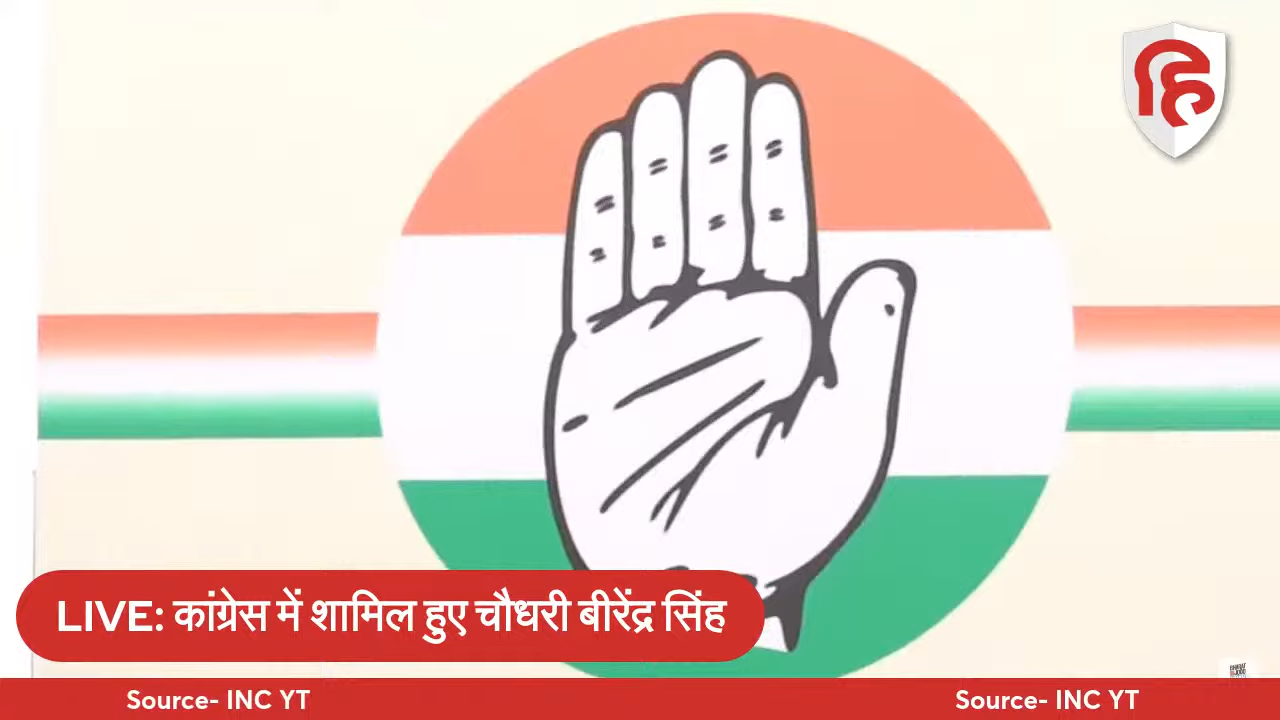 हि
LIVE: कांग्रेस में शामिल हुए चौधरी बीरेंद्र सिंह
Source- INC YT
Source- INC YT